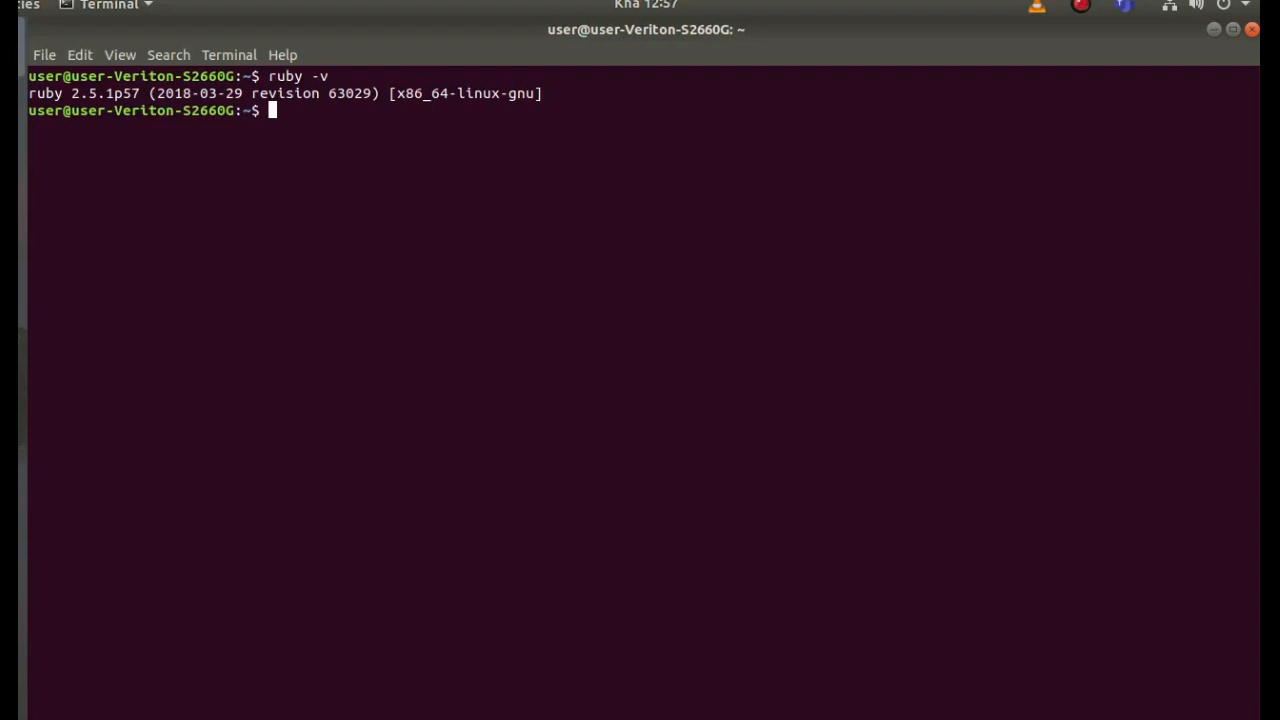 ies Terminal Kha 12:57
user@user-Veriton-S2660G: ~
File Edit View Search Terminal Help
user@user-Veriton-S2660G:~$ ruby -v
ruby 2.5.1p57 (2018-03-29 revision 63029) [x86_64-linux-gnu]
user@user-Veriton-S2660G:~$